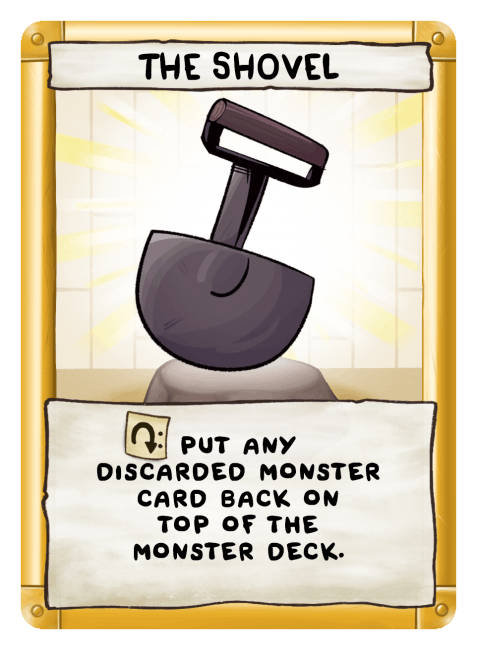 THE SHOVEL
: PUT ANY
DISCARDED MONSTER
CARD BACK ON
TOP OF THE
MONSTER DECK.